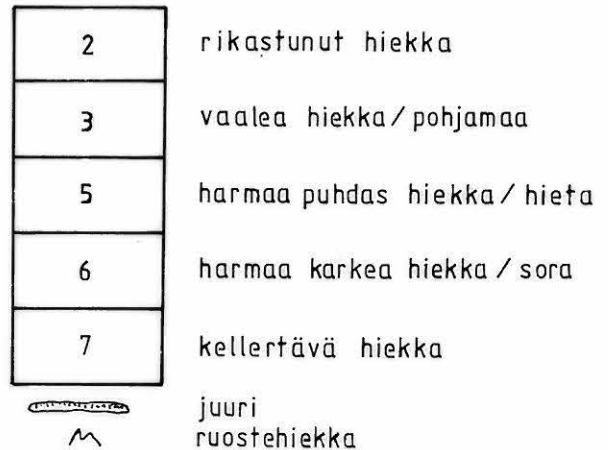 2 rikastunut hiekka
3 vaalea hiekka/pohjamaa
5 harmaa puhdas hiekka/hieta
6 harmaa karkea hiekka/sora
7 kellertävä hiekka
juuri
ruostehiekka